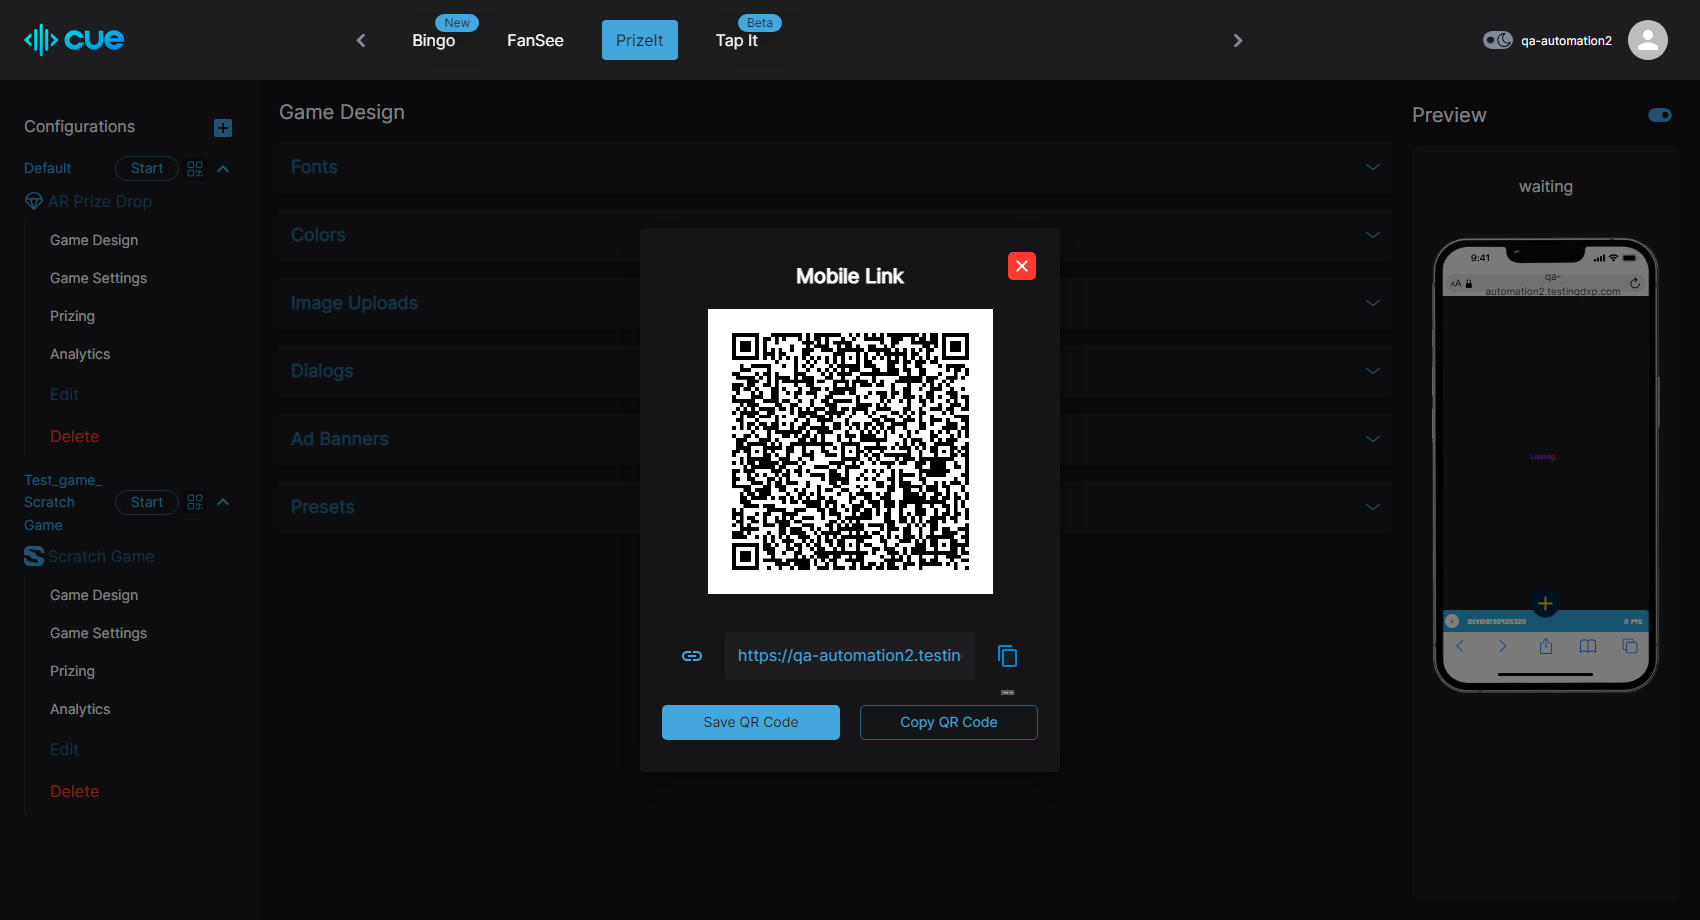 cue
New
Bingo
FanSee
PrizeIt
Beta
Tap It
qa-automation2
Configurations
Default
Start
AR Prize Drop
Game Design
Game Settings
Prizing
Analytics
Edit
Delete
Test_game_
Scratch
Game
Start
Scratch Game
Game Design
Game Settings
Prizing
Analytics
Edit
Delete
Game Design
Fonts
Colors
Image Uploads
Dialogs
Ad Banners
Presets
Mobile Link
https://qa-automation2.testin
Save QR Code
Copy QR Code
Preview
waiting
9:41
AA
qa-
automation2.testingdxp.com
Loading...
0 PTS.